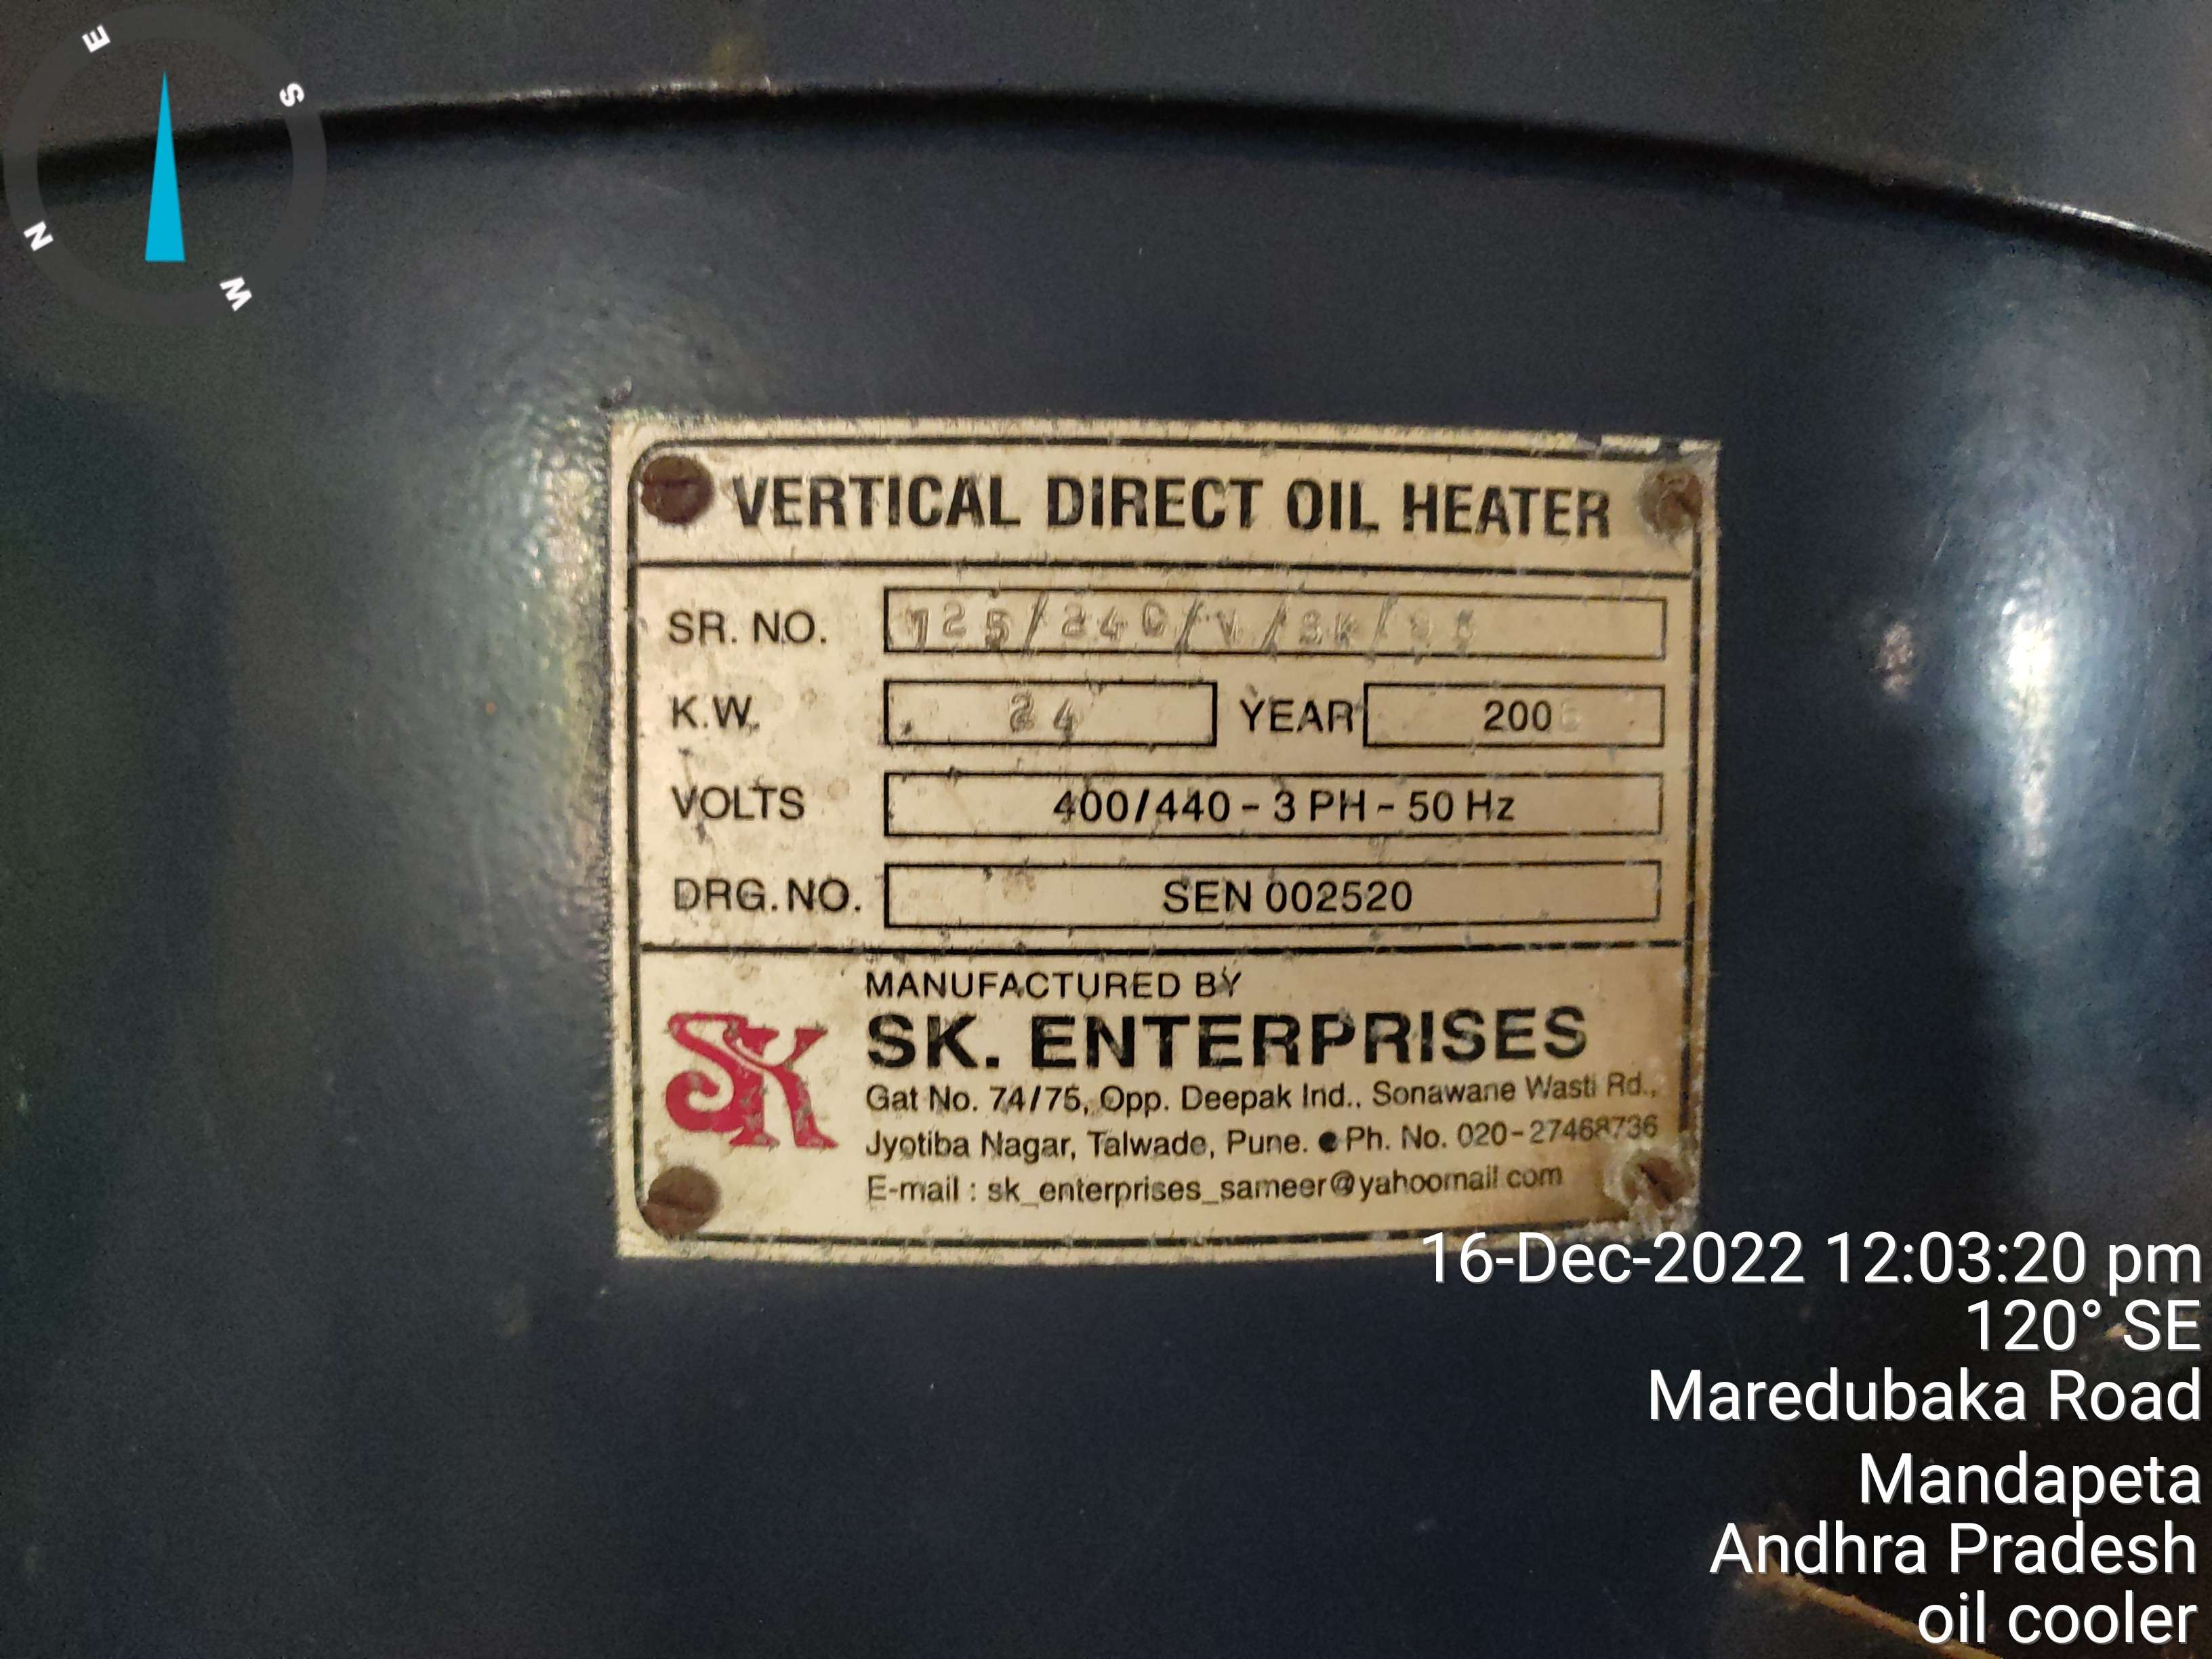 E
S
N
W
VERTICAL DIRECT OIL HEATER
SR. NO.
K.W. 24 YEAR 200
VOLTS 400/440 - 3 PH - 50 Hz
DRG. NO. SEN 002520
MANUFACTURED BY
SK
SK. ENTERPRISES
Gat No. 74/75, Opp. Deepak Ind., Sonawane Wasti Rd.,
Jyotiba Nagar, Talwade, Pune. ● Ph. No. 020-27468736
E-mail : sk_enterprises_sameer@yahoomail.com
16-Dec-2022 12:03:20 pm
120° SE
Maredubaka Road
Mandapeta
Andhra Pradesh
oil cooler